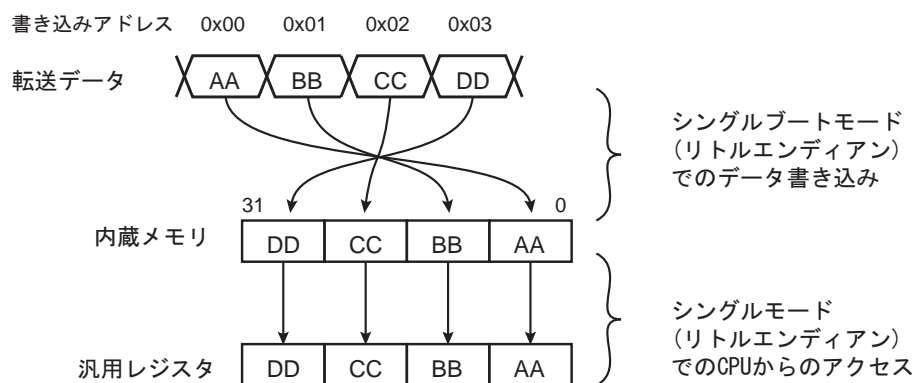 書き込みアドレス 0x00 0x01 0x02 0x03
転送データ AA BB CC DD
シングルブートモード
(リトルエンディアン)
でのデータ書き込み
31 0
内蔵メモリ DD CC BB AA
シングルモード
(リトルエンディアン)
でのCPUからのアクセス
汎用レジスタ DD CC BB AA